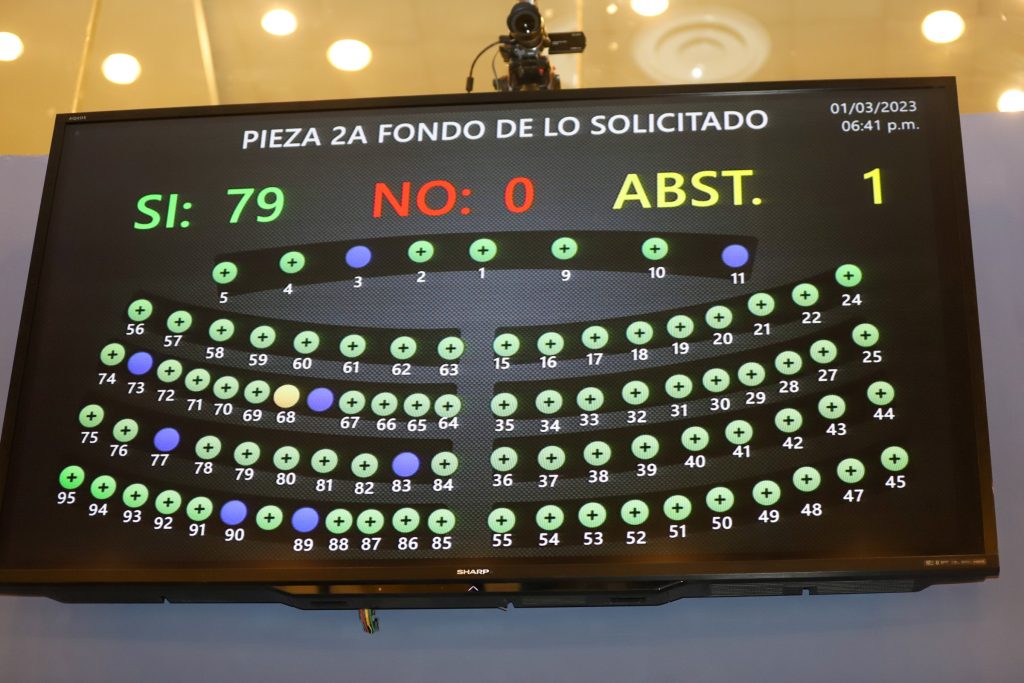 AQUOS
PIEZA 2A FONDO DE LO SOLICITADO
01/03/2023
06:41 p.m.
SI: 79 NO: 0 ABST. 1
5 4 3 2 1 9 10 11
56 57 58 59 60 61 62 63 15 16 17 18 19 20 21 22 24
74 73 72 71 70 69 68 67 66 65 64 35 34 33 32 31 30 29 28 27 25
75 76 77 78 79 80 81 82 83 84 36 37 38 39 40 41 42 43 44
95 94 93 92 91 90 89 88 87 86 85 55 54 53 52 51 50 49 48 47 45
SHARP